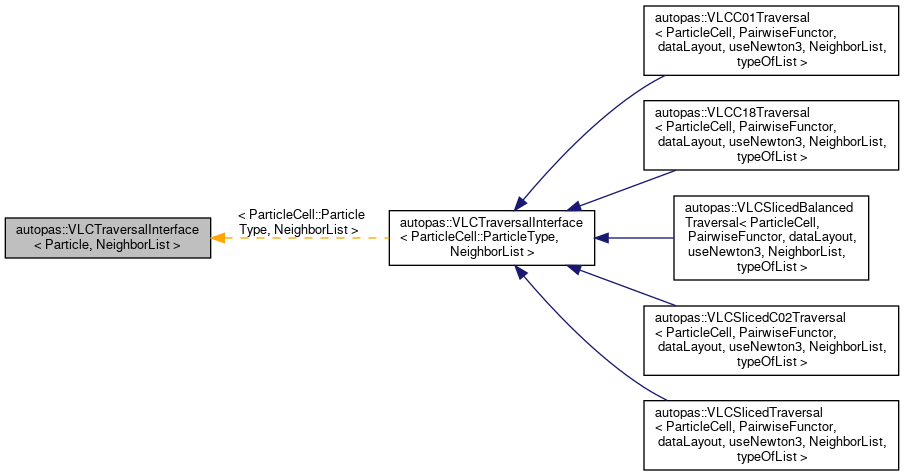 autopas::VLCC01Traversal
< ParticleCell, PairwiseFunctor,
dataLayout, useNewton3, NeighborList,
typeOfList >
autopas::VLCC18Traversal
< ParticleCell, PairwiseFunctor,
dataLayout, useNewton3, NeighborList,
typeOfList >
autopas::VLCTraversalInterface
< Particle, NeighborList >
< ParticleCell::Particle
Type, NeighborList >
autopas::VLCTraversalInterface
< ParticleCell::ParticleType,
NeighborList >
autopas::VLCSlicedBalanced
Traversal< ParticleCell,
PairwiseFunctor, dataLayout,
useNewton3, NeighborList,
typeOfList >
autopas::VLCSlicedC02Traversal
< ParticleCell, PairwiseFunctor,
dataLayout, useNewton3, NeighborList,
typeOfList >
autopas::VLCSlicedTraversal
< ParticleCell, PairwiseFunctor,
dataLayout, useNewton3, NeighborList,
typeOfList >